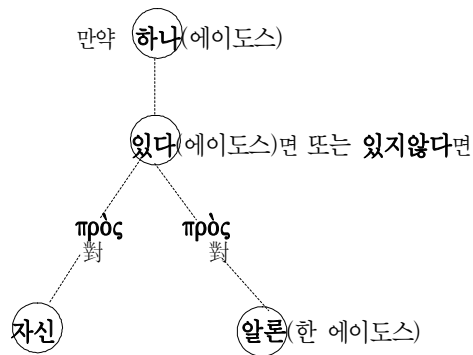 만약 하나(에이도스)
있다(에이도스)면 또는 있지않다면
πρὸς πρὸς
對 對
자신 알론(한 에이도스)